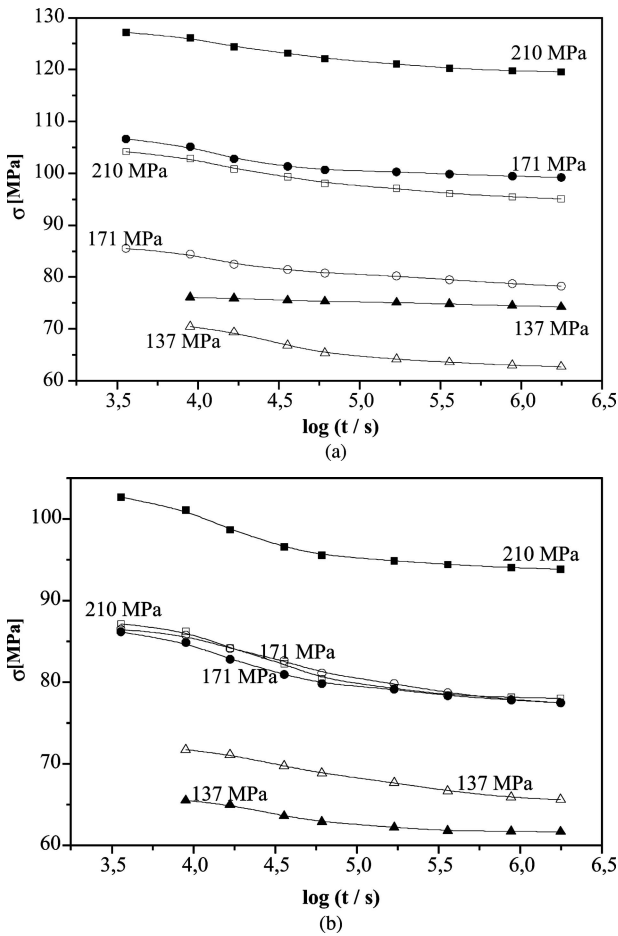 130
120
110
100
90
80
70
60
σ [MPa]
210 MPa
171 MPa
210 MPa
171 MPa
137 MPa
137 MPa
3,5 4,0 4,5 5,0 5,5 6,0 6,5
log (t / s)
(a)
100
90
80
70
60
σ[MPa]
210 MPa
210 MPa
171 MPa
171 MPa
137 MPa
137 MPa
3,5 4,0 4,5 5,0 5,5 6,0 6,5
log (t / s)
(b)